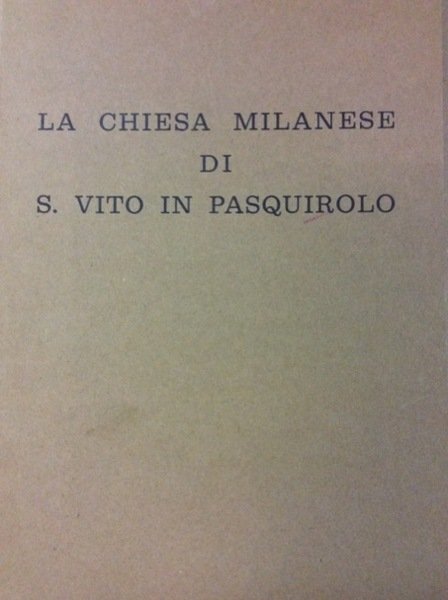 LA CHIESA MILANESE
DI
S. VITO IN PASQUIROLO